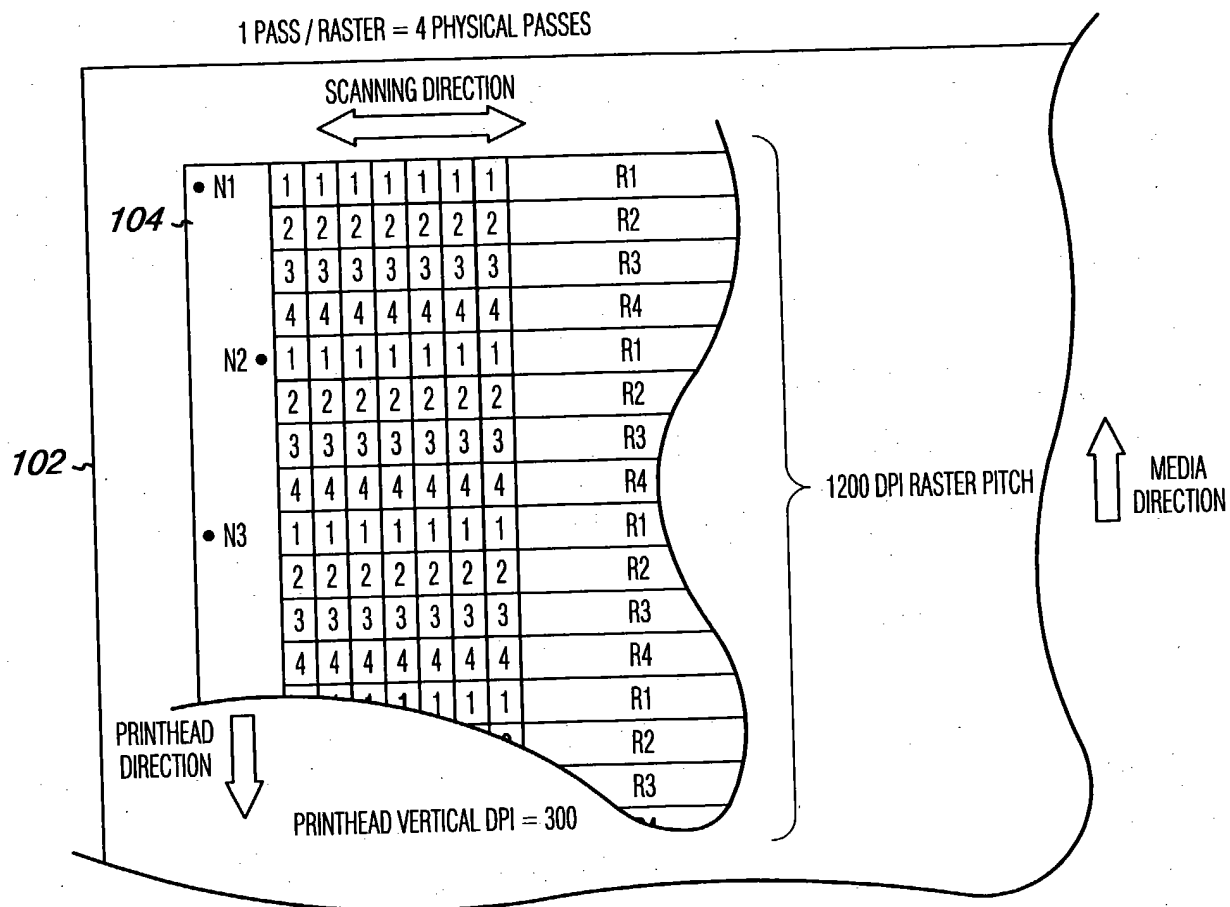 1 PASS / RASTER = 4 PHYSICAL PASSES
SCANNING DIRECTION
104
N1 1 1 1 1 1 1 1 R1
2 2 2 2 2 2 2 R2
3 3 3 3 3 3 3 R3
4 4 4 4 4 4 4 R4
N2 1 1 1 1 1 1 1 R1
2 2 2 2 2 2 2 R2
102
3 3 3 3 3 3 3 R3
4 4 4 4 4 4 4 R4
1200 DPI RASTER PITCH
MEDIA
DIRECTION
N3 1 1 1 1 1 1 1 R1
2 2 2 2 2 2 2 R2
3 3 3 3 3 3 3 R3
4 4 4 4 4 4 4 R4
1 1 1 1 1 1 R1
R2
R3
PRINTHEAD
DIRECTION
PRINTHEAD VERTICAL DPI = 300